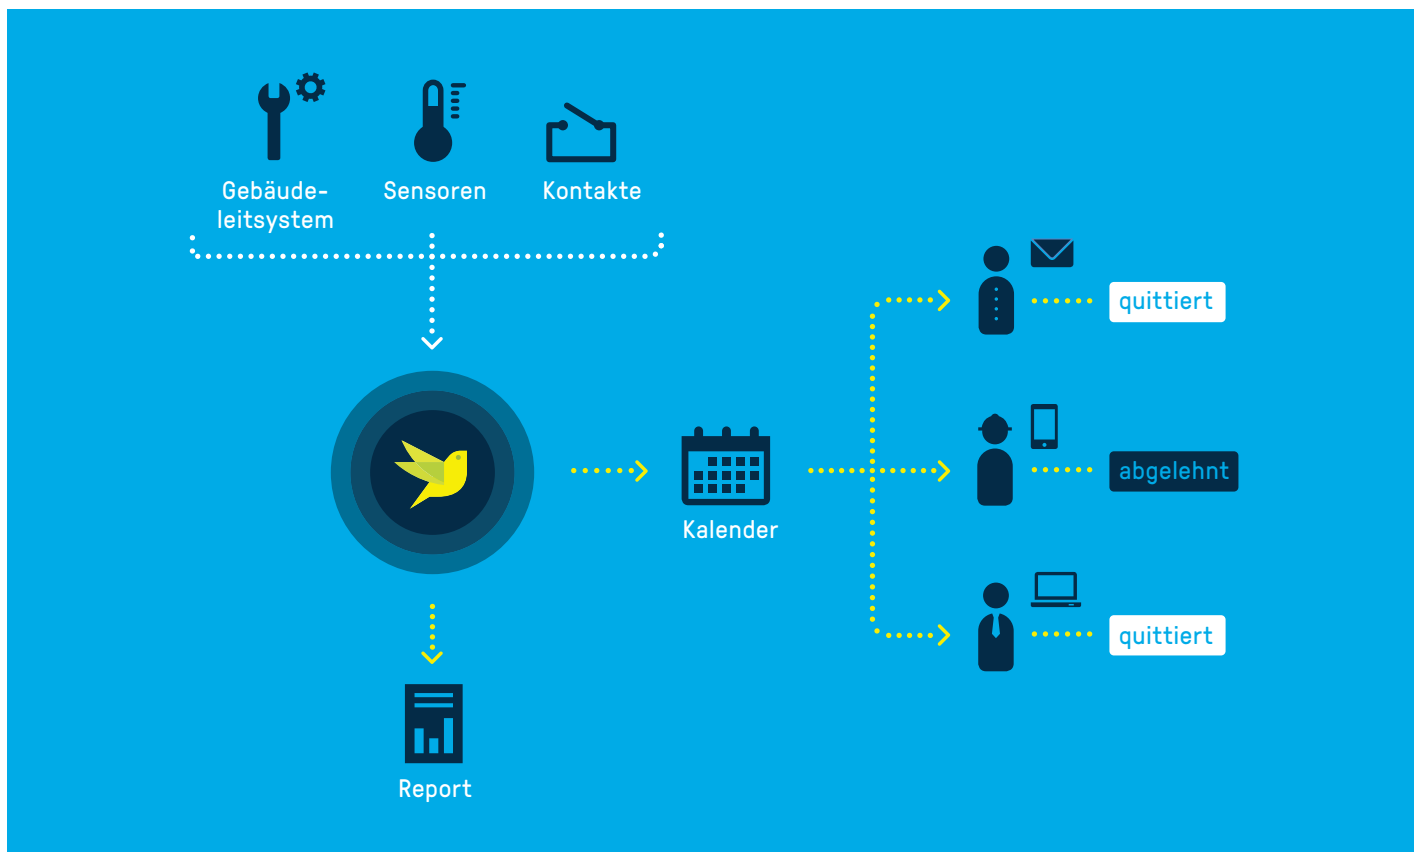 Gebäude-
leitsystem
Sensoren
Kontakte
quittiert
abgelehnt
Kalender
quittiert
Report